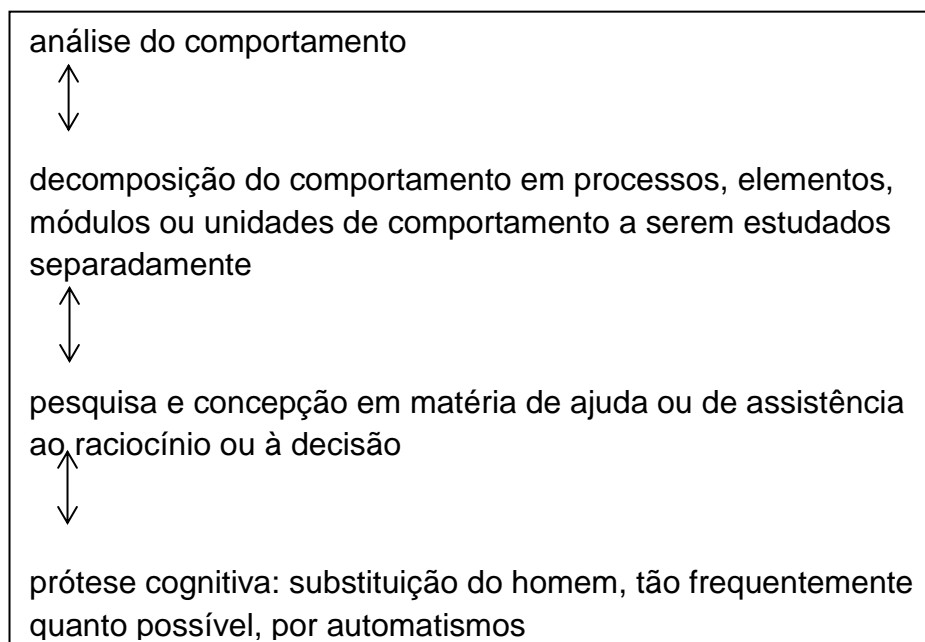 análise do comportamento
decomposição do comportamento em processos, elementos,
módulos ou unidades de comportamento a serem estudados
separadamente
pesquisa e concepção em matéria de ajuda ou de assistência
ao raciocínio ou à decisão
prótese cognitiva: substituição do homem, tão frequentemente
quanto possível, por automatismos